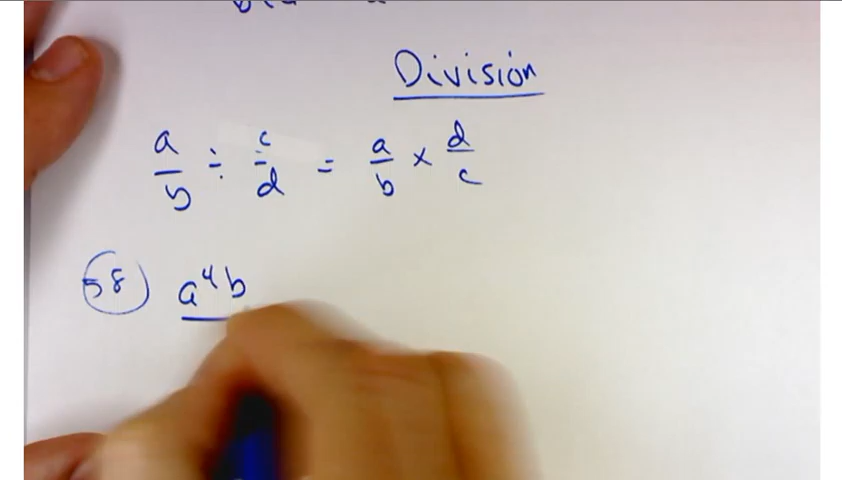 Division
a/b ÷ c/d = a/b × d/c
58) a⁴b